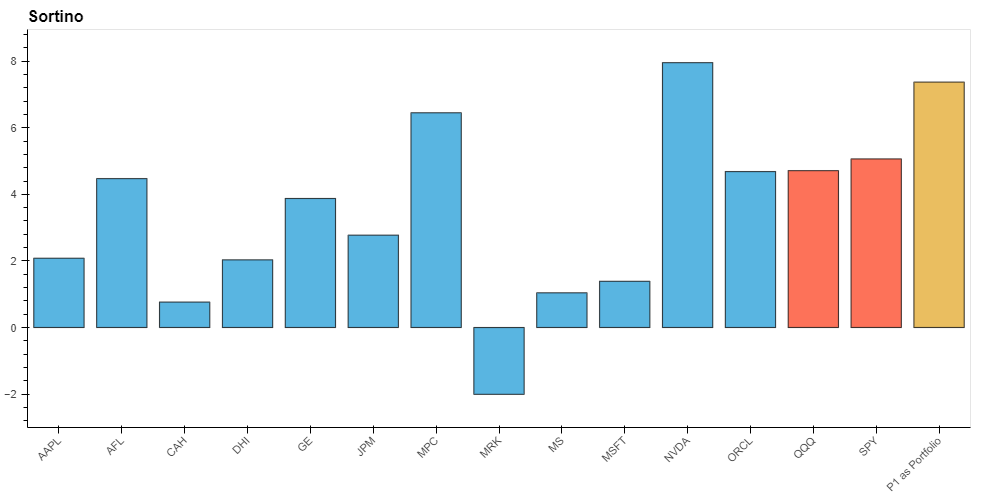 Sortino
8
6
4
2
0
−2
AAPL
AFL
CAH
DHI
GE
JPM
MPC
MRK
MS
MSFT
NVDA
ORCL
QQQ
SPY
P1 as Portfolio